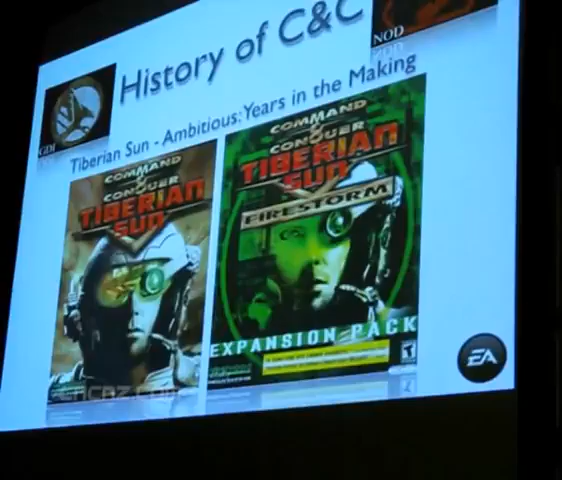 History of C&C
NOD
GDI
Tiberian Sun - Ambitious: Years in the Making
COMMAND
&
CONQUER
TIBERIAN
SUN
COMMAND
&
CONQUER
TIBERIAN
SUN
FIRESTORM
EXPANSION PACK
T
EA